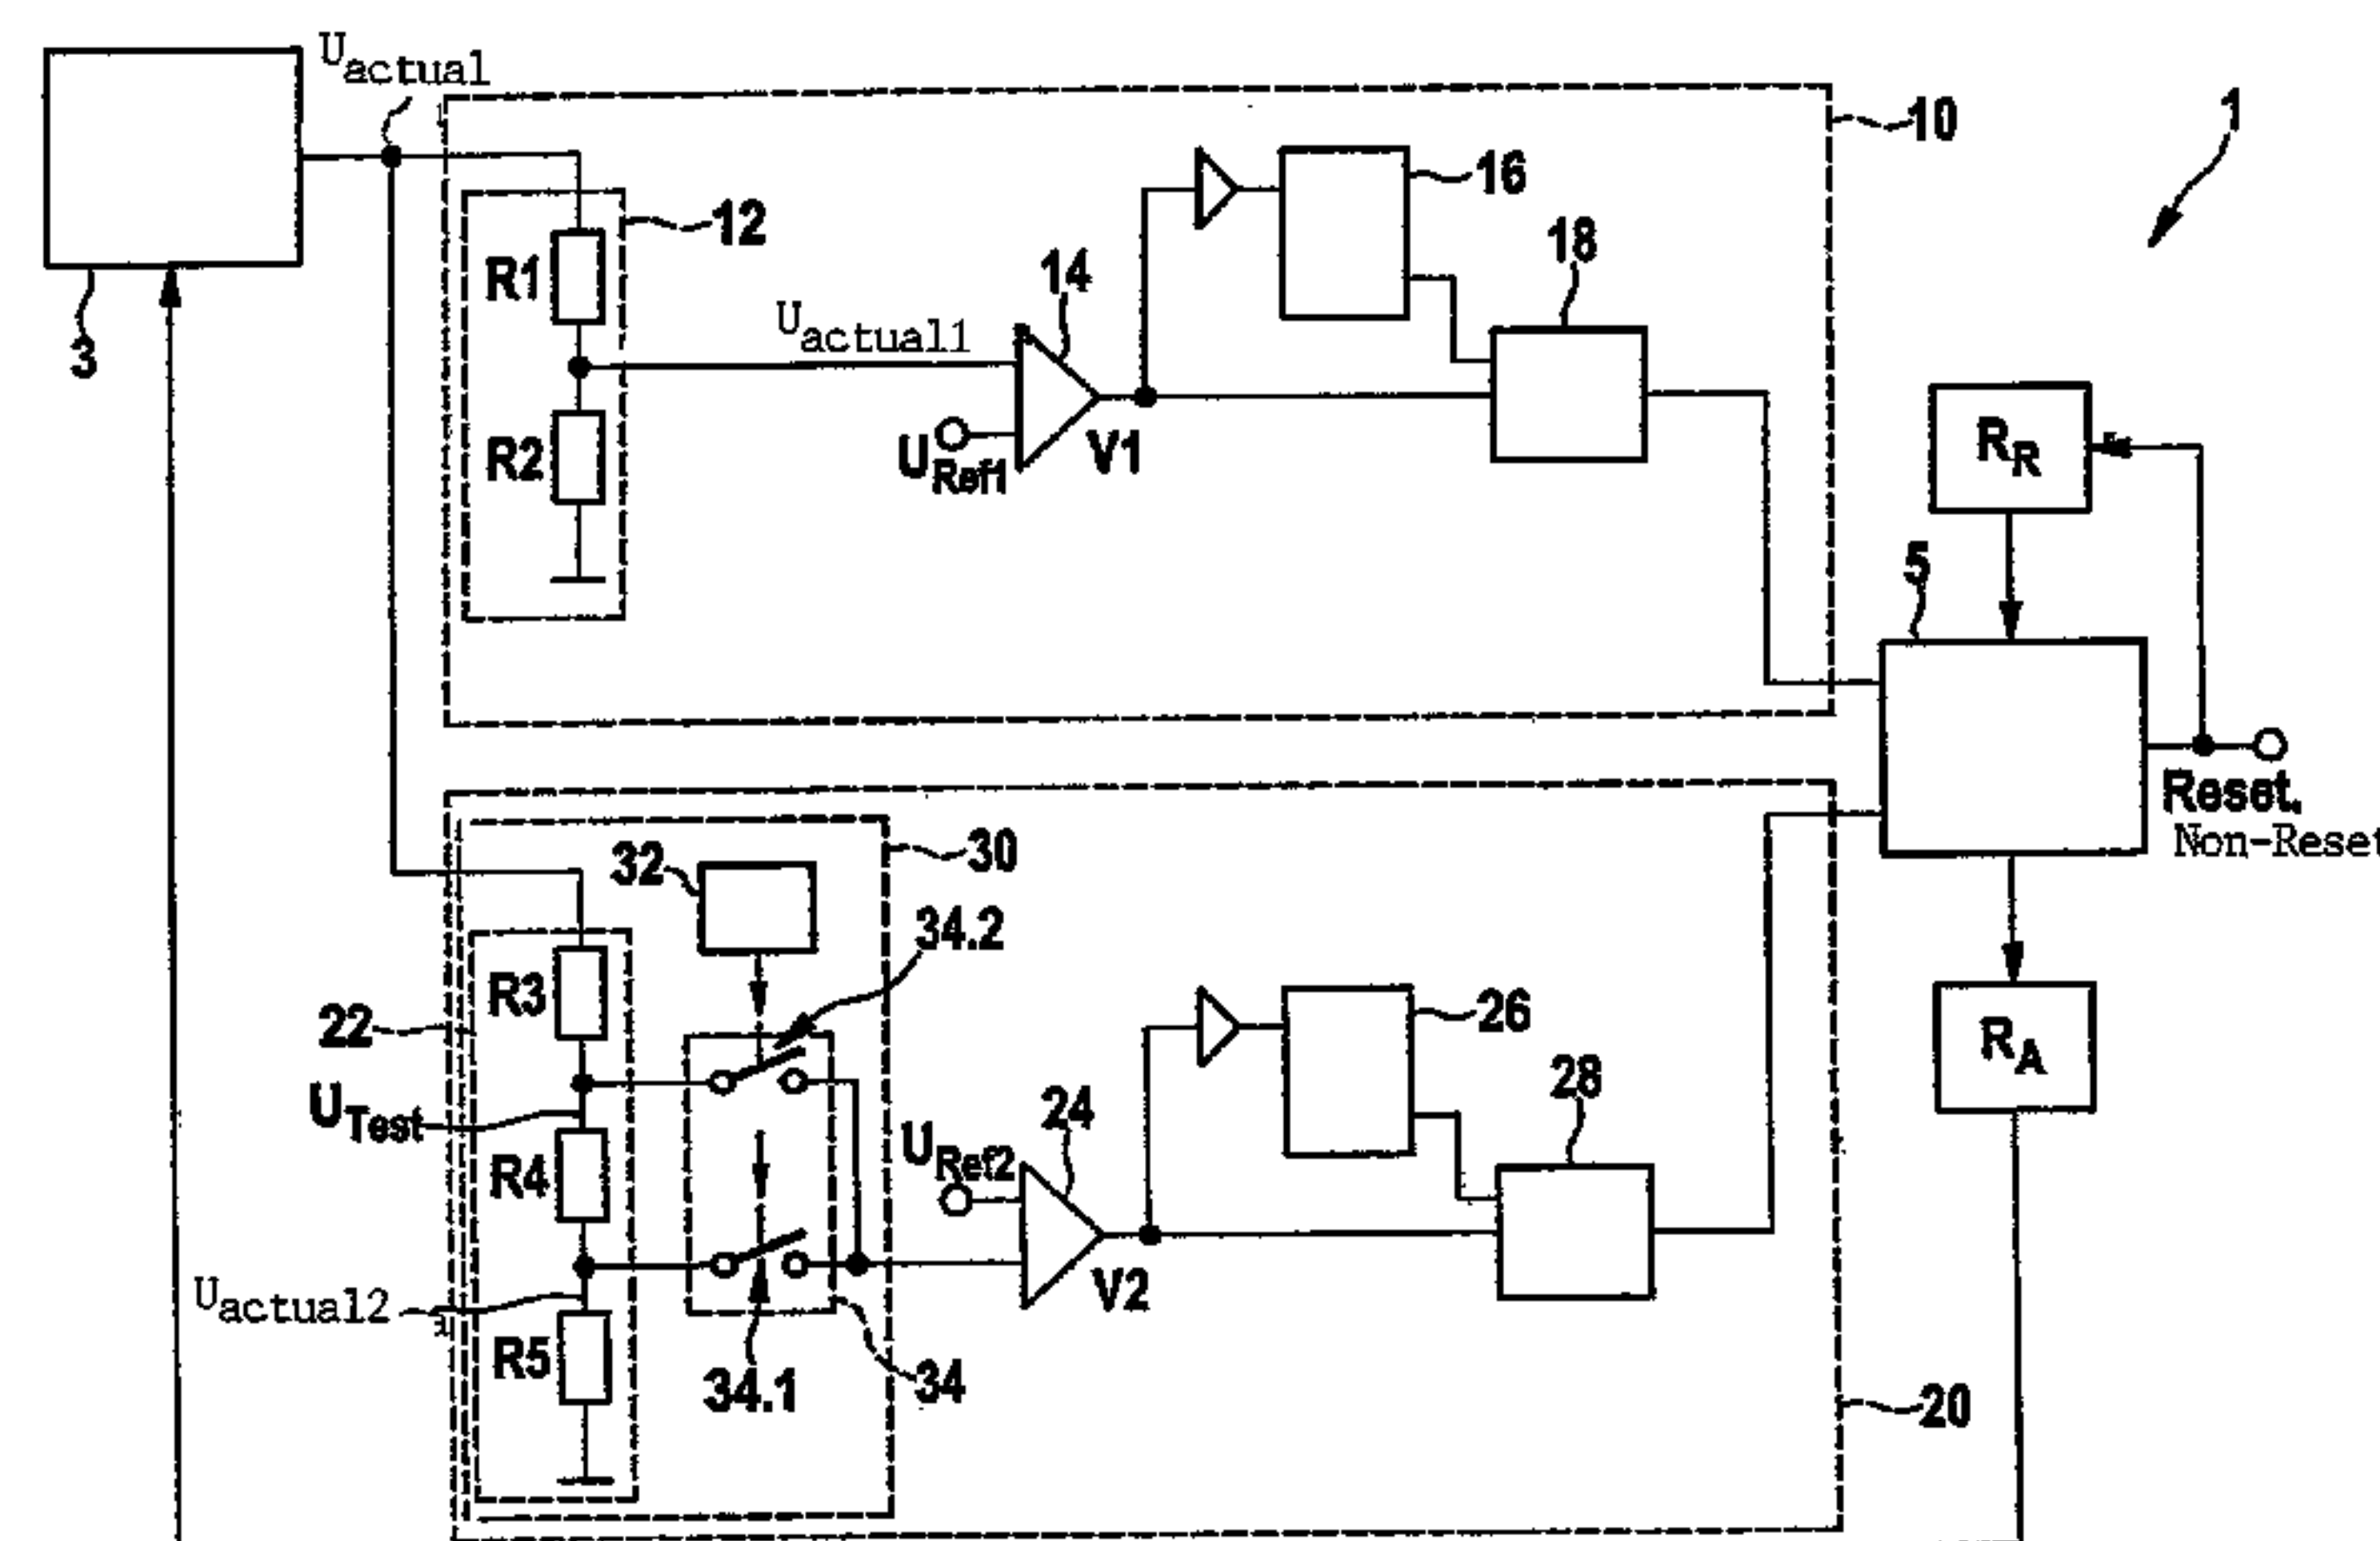 U actual
10
1
16
12
18
R1
14
U actual1
3
R2
U Ref1
V1
R R
5
Reset.
Non-Reset
32
30
34.2
R3
22
26
R A
U Test
24
28
R4
U Ref2
U actual2
V2
R5
34.1
34
20